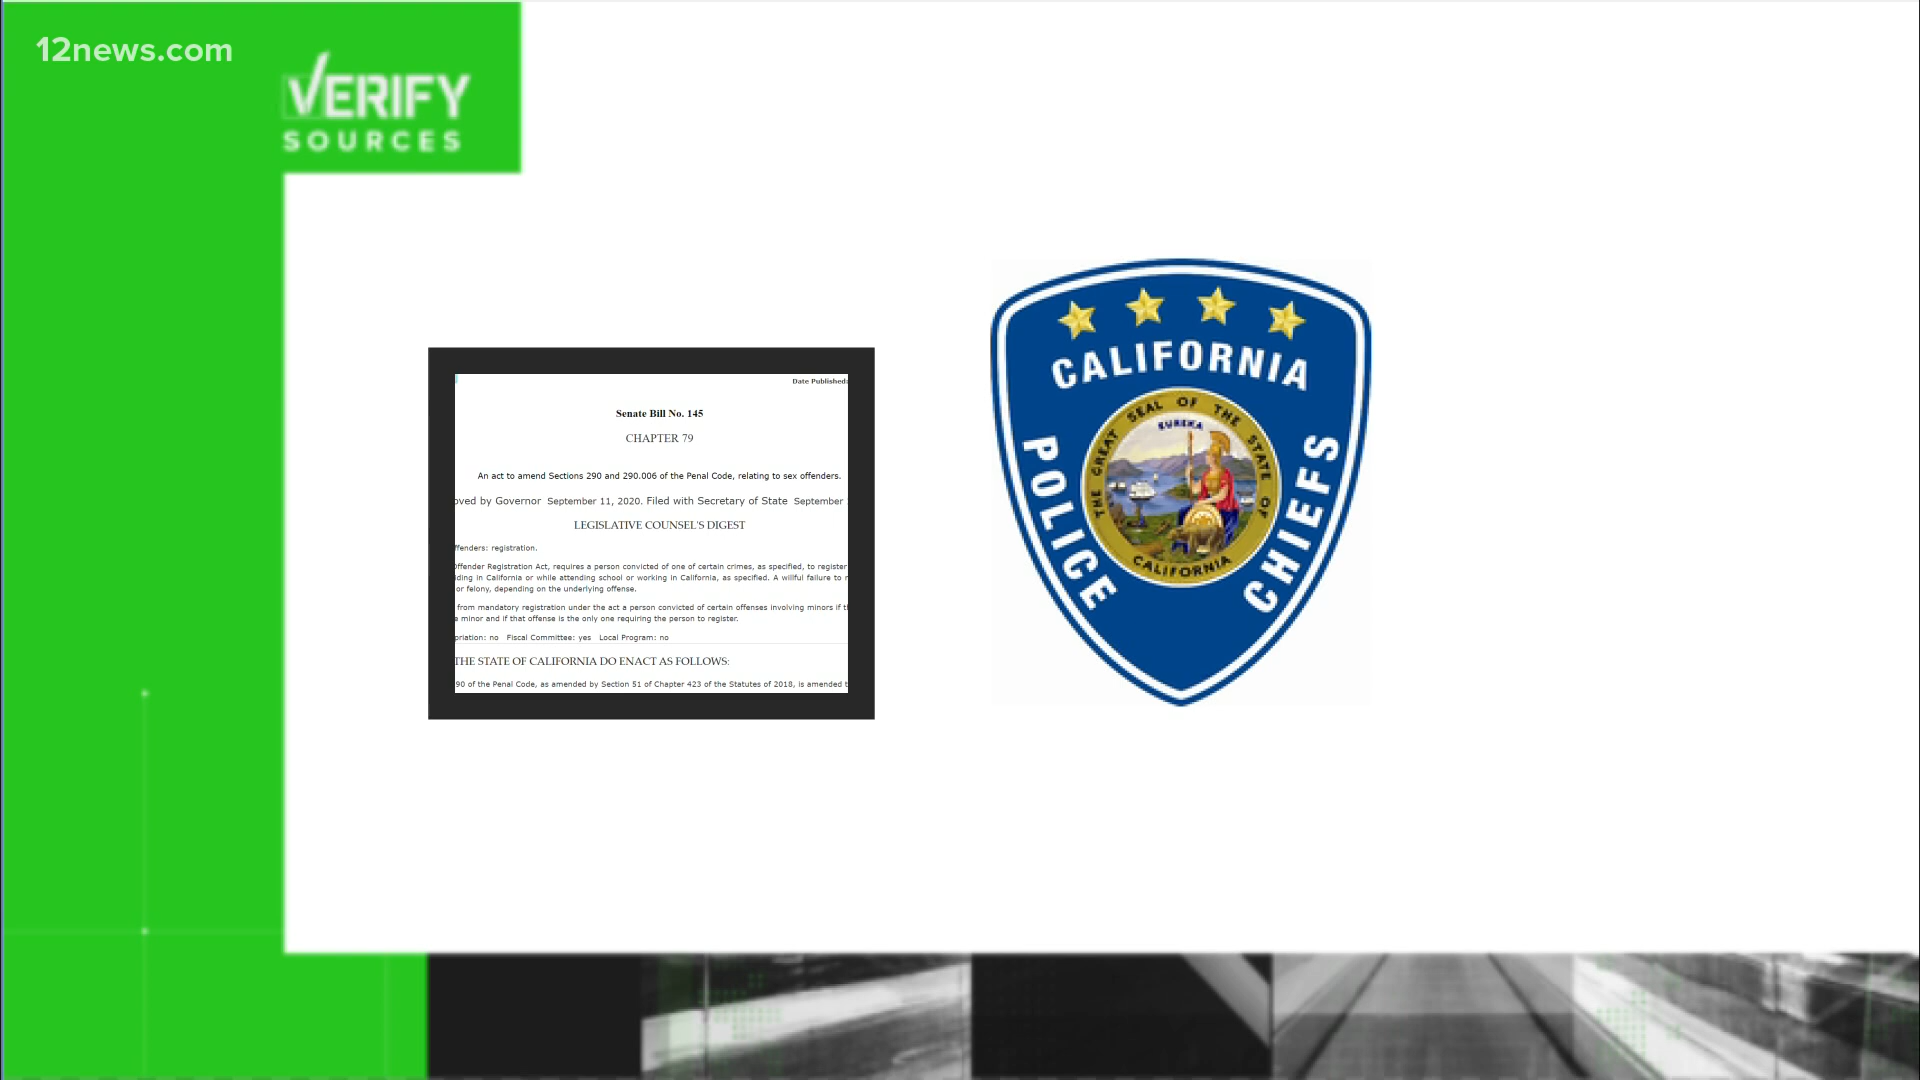 12news.com
VERIFY
SOURCES
Date Published:
Senate Bill No. 145
CHAPTER 79
An act to amend Sections 290 and 290.006 of the Penal Code, relating to sex offenders.
oved by Governor September 11, 2020. Filed with Secretary of State September
LEGISLATIVE COUNSEL'S DIGEST
ffenders: registration.
Offender Registration Act, requires a person convicted of one of certain crimes, as specified, to register
iding in California or while attending school or working in California, as specified. A willful failure to
or felony, depending on the underlying offense.
from mandatory registration under the act a person convicted of certain offenses involving minors if
e minor and if that offense is the only one requiring the person to register.
priation: no Fiscal Committee: yes Local Program: no
THE STATE OF CALIFORNIA DO ENACT AS FOLLOWS:
90 of the Penal Code, as amended by Section 51 of Chapter 423 of the Statutes of 2018, is amended
CALIFORNIA
POLICE
CHIEFS
THE GREAT SEAL OF THE STATE OF
EUREKA
CALIFORNIA